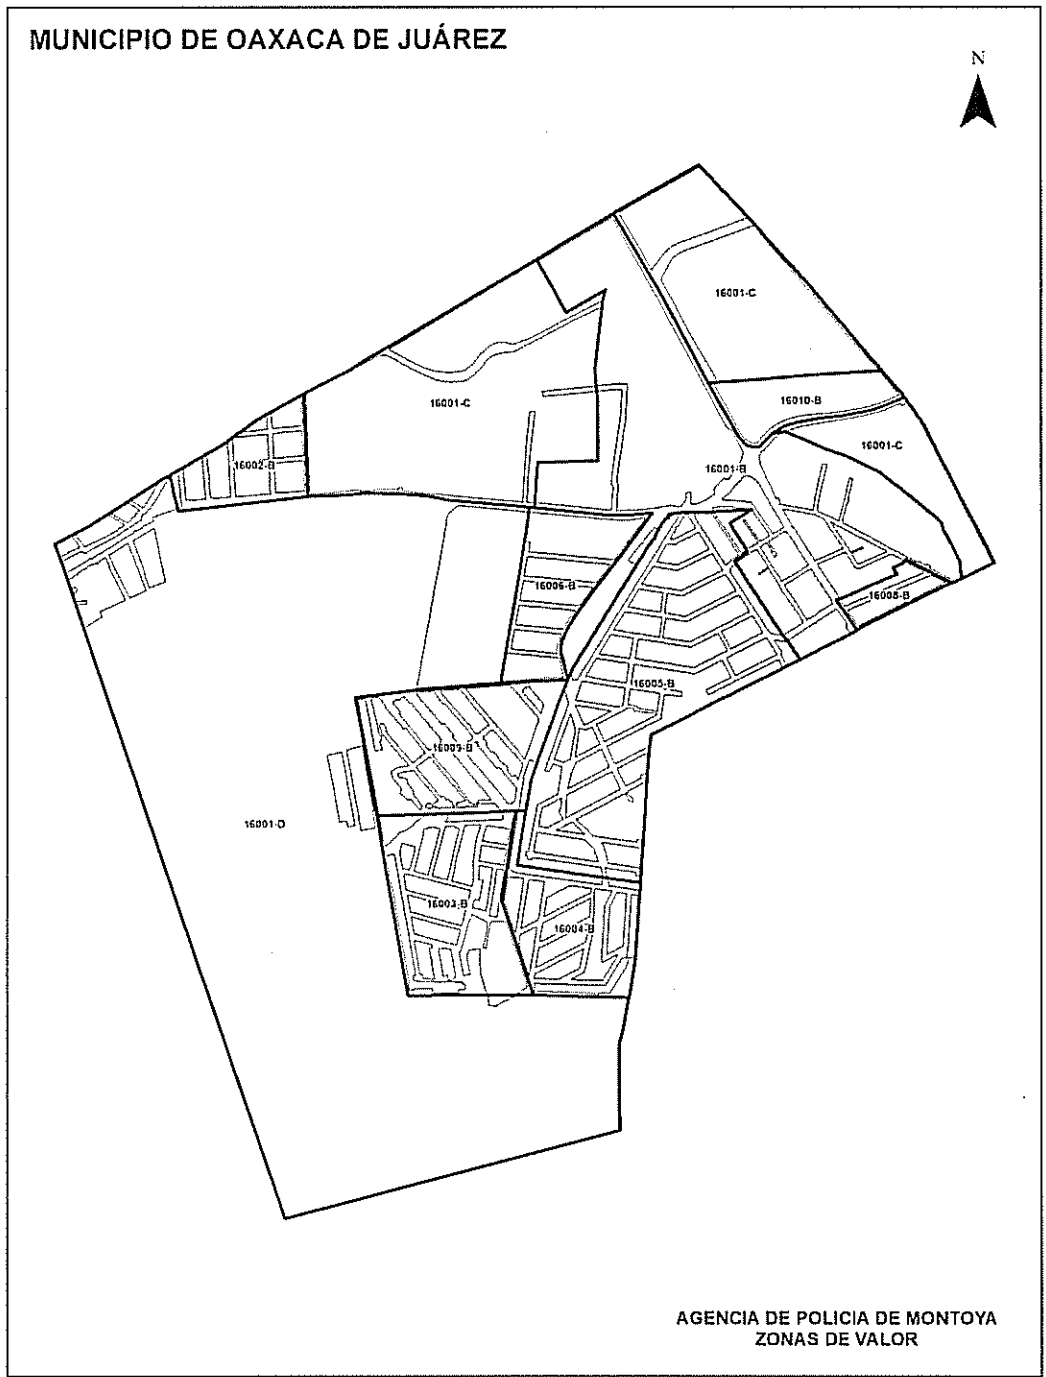 MUNICIPIO DE OAXACA DE JUÁREZ
N
16001-C
16010-B
16001-C
16001-C
16001-B
16002-B
16006-B
16008-B
16005-B
16009-B
16001-D
16003-B
16004-B
AGENCIA DE POLICIA DE MONTOYA
ZONAS DE VALOR